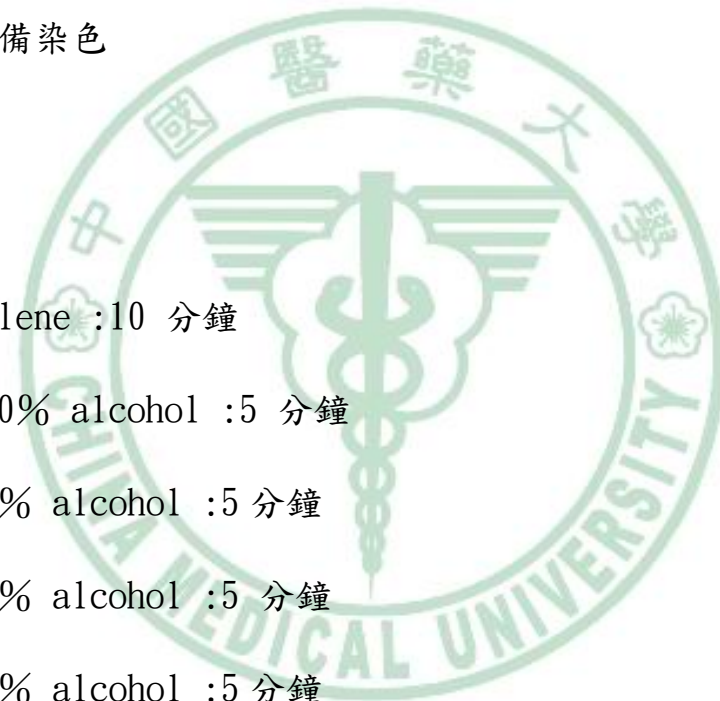 備染色
中國醫藥大學
lene :10 分鐘
0% alcohol :5 分鐘
% alcohol :5 分鐘
% alcohol :5 分鐘
% alcohol :5 分鐘
CHINA MEDICAL UNIVERSITY